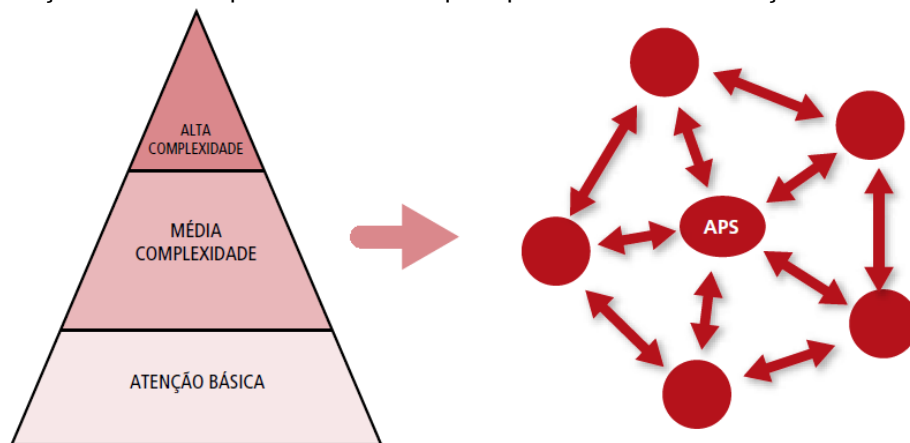 ALTA
COMPLEXIDADE
MÉDIA
COMPLEXIDADE
ATENÇÃO BÁSICA
APS